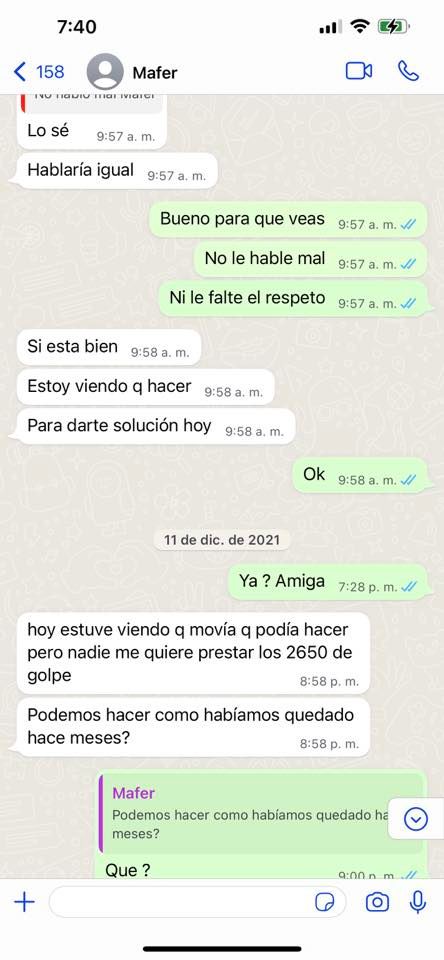 7:40
158
Mafer
No hablo mal Mafer
Lo sé 9:57 a. m.
Hablaría igual 9:57 a. m.
Bueno para que veas 9:57 a. m.
No le hable mal 9:57 a. m.
Ni le falte el respeto 9:57 a. m.
Si esta bien 9:58 a. m.
Estoy viendo q hacer 9:58 a. m.
Para darte solución hoy 9:58 a. m.
Ok 9:58 a. m.
11 de dic. de 2021
Ya ? Amiga 7:28 p. m.
hoy estuve viendo q movía q podía hacer
pero nadie me quiere prestar los 2650 de
golpe 8:58 p. m.
Podemos hacer como habíamos quedado
hace meses? 8:58 p. m.
Mafer
Podemos hacer como habíamos quedado ha
meses?
Que ? 9:00 p. m.